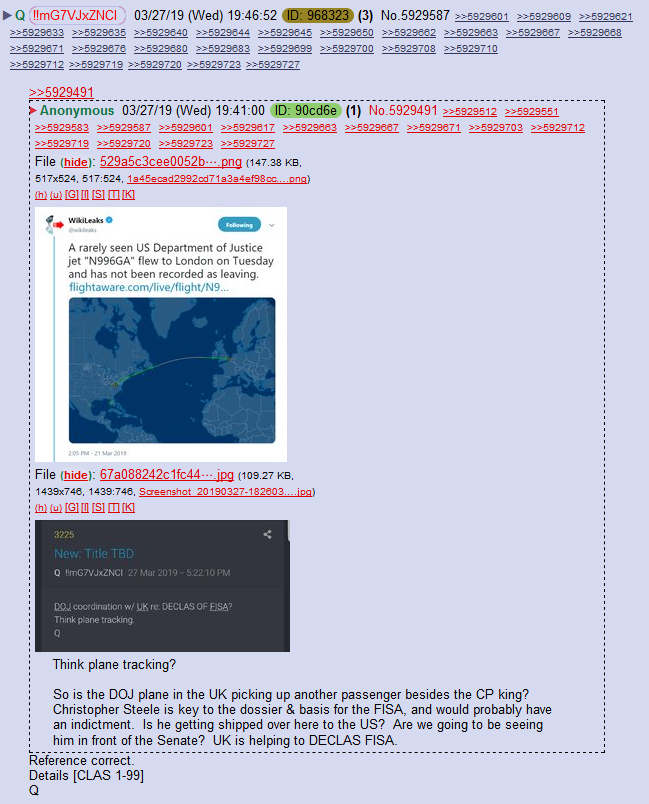 Q !!mG7VJxZNCI 03/27/19 (Wed) 19:46:52 ID: 968323 (3) No.5929587 >>5929601 >>5929609 >>5929621
>>5929633 >>5929635 >>5929640 >>5929644 >>5929645 >>5929650 >>5929662 >>5929663 >>5929667 >>5929668
>>5929671 >>5929676 >>5929680 >>5929683 >>5929699 >>5929700 >>5929708 >>5929710
>>5929712 >>5929719 >>5929720 >>5929723 >>5929727
>>5929491
Anonymous 03/27/19 (Wed) 19:41:00 ID: 90cd6e (1) No.5929491 >>5929512 >>5929551
>>5929583 >>5929587 >>5929601 >>5929617 >>5929663 >>5929667 >>5929671 >>5929703 >>5929712
>>5929719 >>5929720 >>5929723 >>5929727
File (hide): 529a5c3cee0052b⋯.png (147.38 KB,
517x524, 517:524, 1a45ecad2992cd71a3a4ef98cc....png)
(h) (u) [G] [I] [S] [T] [K]
WikiLeaks
@wikileaks
Following
A rarely seen US Department of Justice
jet "N996GA" flew to London on Tuesday
and has not been recorded as leaving.
flightaware.com/live/flight/N9...
2:05 PM - 21 Mar 2019
File (hide): 67a088242c1fc44⋯.jpg (109.27 KB,
1439x746, 1439:746, Screenshot_20190327-182603....jpg)
(h) (u) [G] [I] [S] [T] [K]
3225
New: Title TBD
Q !!mG7VJxZNCI 27 Mar 2019 – 5:22:10 PM
DOJ coordination w/ UK re: DECLAS OF FISA?
Think plane tracking.
Q
Think plane tracking?
So is the DOJ plane in the UK picking up another passenger besides the CP king?
Christopher Steele is key to the dossier & basis for the FISA, and would probably have
an indictment. Is he getting shipped over here to the US? Are we going to be seeing
him in front of the Senate? UK is helping to DECLAS FISA.
Reference correct.
Details [CLAS 1-99]
Q